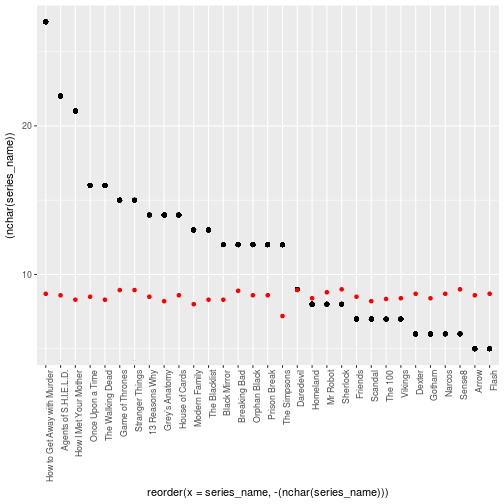 (nchar(series_name))
20
10
How to Get Away with Murder
Agents of S.H.I.E.L.D.
How I Met Your Mother
Once Upon a Time
The Walking Dead
Game of Thrones
Stranger Things
13 Reasons Why
Grey's Anatomy
House of Cards
Modern Family
The Blacklist
Black Mirror
Breaking Bad
Orphan Black
Prison Break
The Simpsons
Daredevil
Homeland
Mr Robot
Sherlock
Friends
Scandal
The 100
Vikings
Dexter
Gotham
Narcos
Sense8
Arrow
Flash
reorder(x = series_name, -(nchar(series_name)))